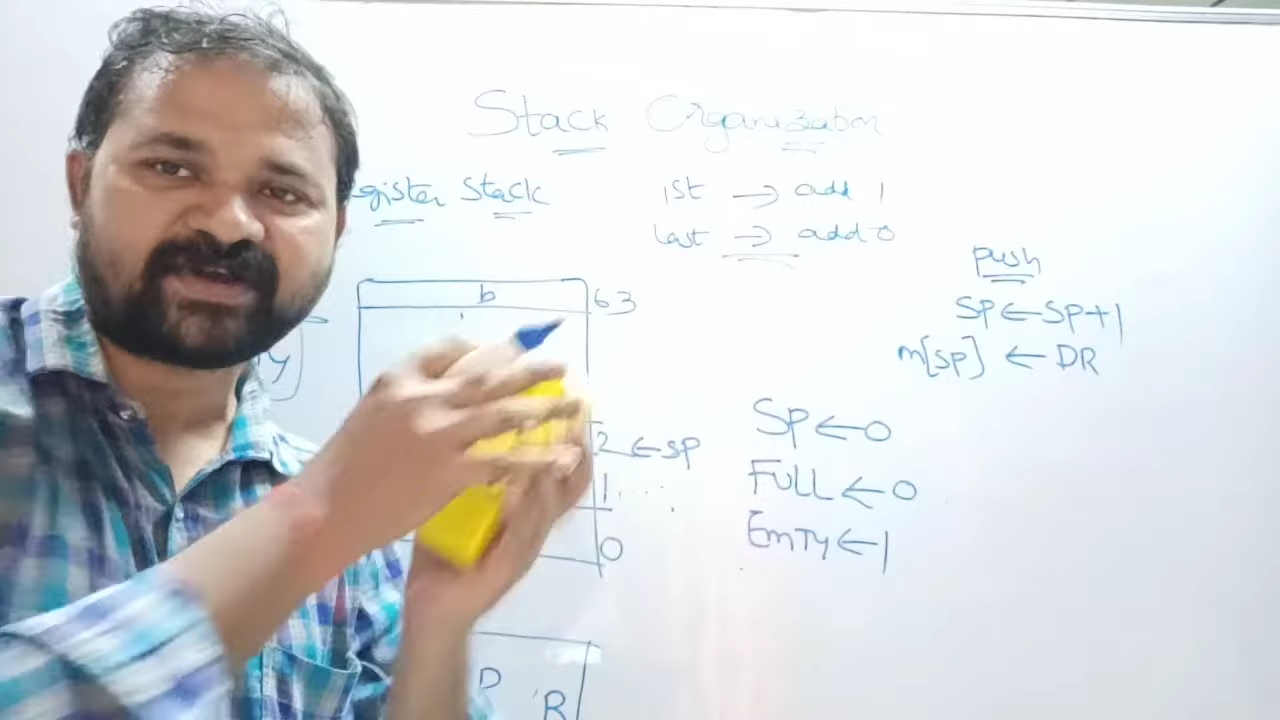 Stack Organization
egister Stack
1st → add 1
last → add 0
push
SP ← SP+1
m[SP] ← DR
b
63
SP ← 0
2 ← SP
FULL ← 0
1....
EMTy ← 1
0
D R